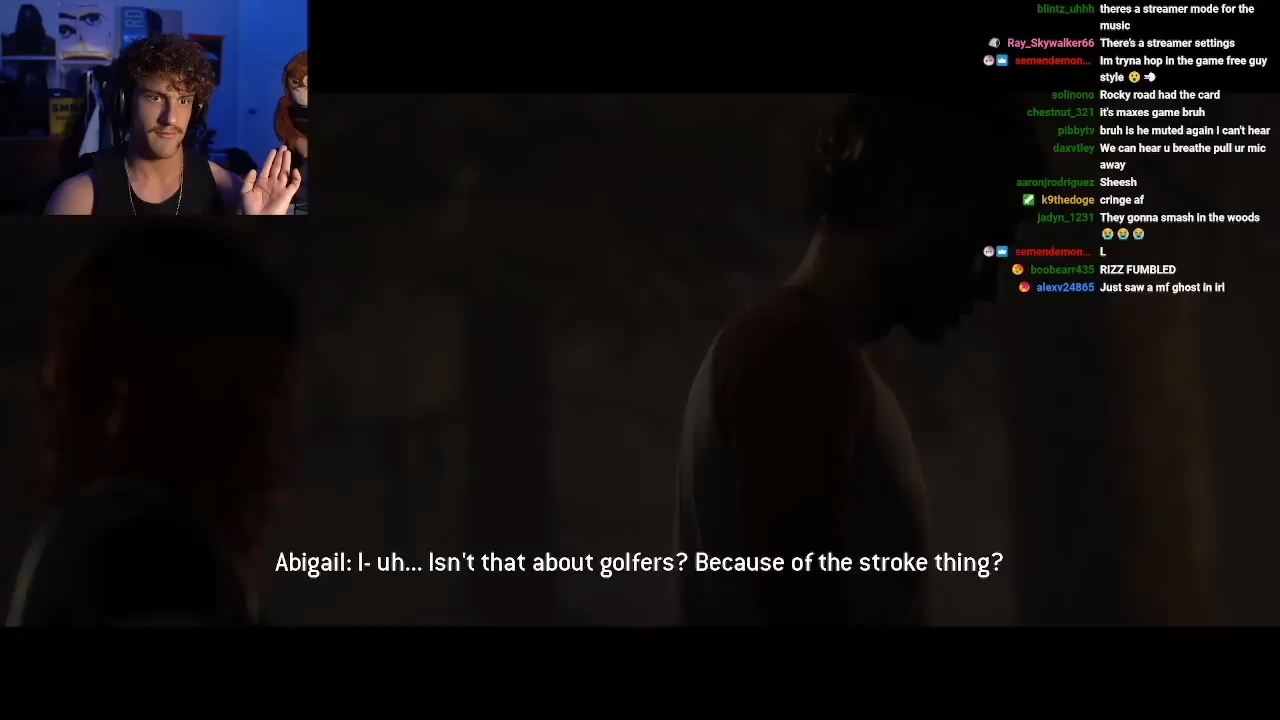 blintz_uhhh theres a streamer mode for the
music
Ray_Skywalker66 There's a streamer settings
semendemon... Im tryna hop in the game free guy
style 😮 💨
solinono Rocky road had the card
chestnut_321 it's maxes game bruh
pibbytv bruh is he muted again I can't hear
daxvtley We can hear u breathe pull ur mic
away
aaronjrodriguez Sheesh
k9thedoge cringe af
jadyn_1231 They gonna smash in the woods
😭 😭 😭
semendemon... L
boobearr435 RIZZ FUMBLED
alexv24865 Just saw a mf ghost in irl
Abigail: I- uh... Isn't that about golfers? Because of the stroke thing?